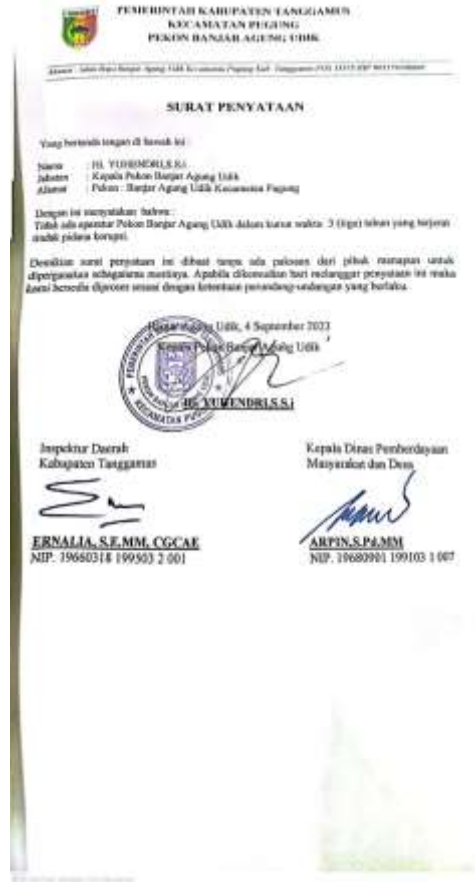 PEMERINTAH KABUPATEN TANGGAMUS
KECAMATAN PUGUNG
PEKON BANJAR AGUNG UDIK
SURAT PENYATAAN
Yang bertanda tangan di bawah ini :
Nama : Hi. YUHENDRI,S.S.i
Jabatan : Kepala Pekon Banjar Agung Udik
Alamat : Pekon : Banjar Agung Udik Kecamatan Pugung
Dengan ini menyatakan bahwa :
Tidak ada aparatur Pekon Banjar Agung Udik dalam kurun waktu 3 (tiga) tahun yang terjerat
tindak pidana korupsi.
Demikian surat penyataan ini dibuat tanpa ada paksaan dari pihak manapun untuk
dipergunakan sebagaimana mestinya. Apabila dikemudian hari melanggar penyataan ini maka
kami bersedia diproses sesuai dengan ketentuan perundang-undangan yang berlaku.
Agung Udik, 4 September 2023
Kepala Pekon Banjar Agung Udik
Hi. YUHENDRI,S.S.i
Inspektur Daerah
Kabupaten Tanggamus
ERNALIA, S.E.MM, CGCAE
NIP. 19660318 199503 2 001
Kepala Dinas Pemberdayaan
Masyarakat dan Desa
ARPIN,S.Pd,MM
NIP. 19680901 199103 1 007